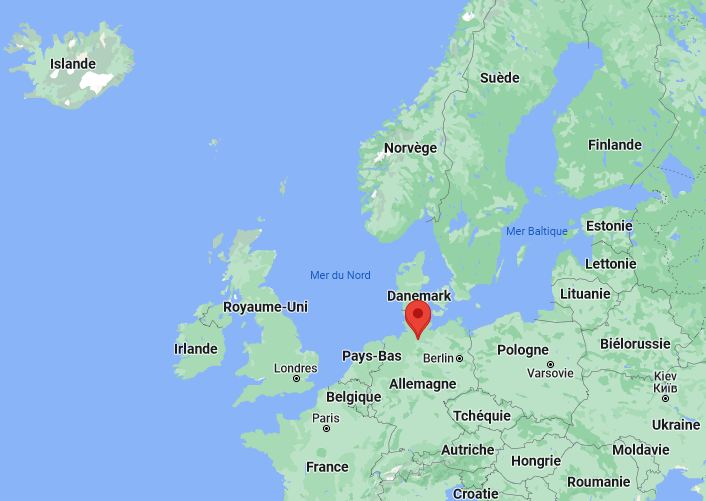 Islande
Suède
Norvège
Finlande
Mer Baltique
Estonie
Lettonie
Mer du Nord
Danemark
Lituanie
Royaume-Uni
Irlande
Pays-Bas
Berlin
Pologne
Biélorussie
Londres
Varsovie
Allemagne
Kiev
Київ
Belgique
Paris
Tchéquie
Ukraine
Autriche
Moldavie
France
Hongrie
Roumanie
Croatie